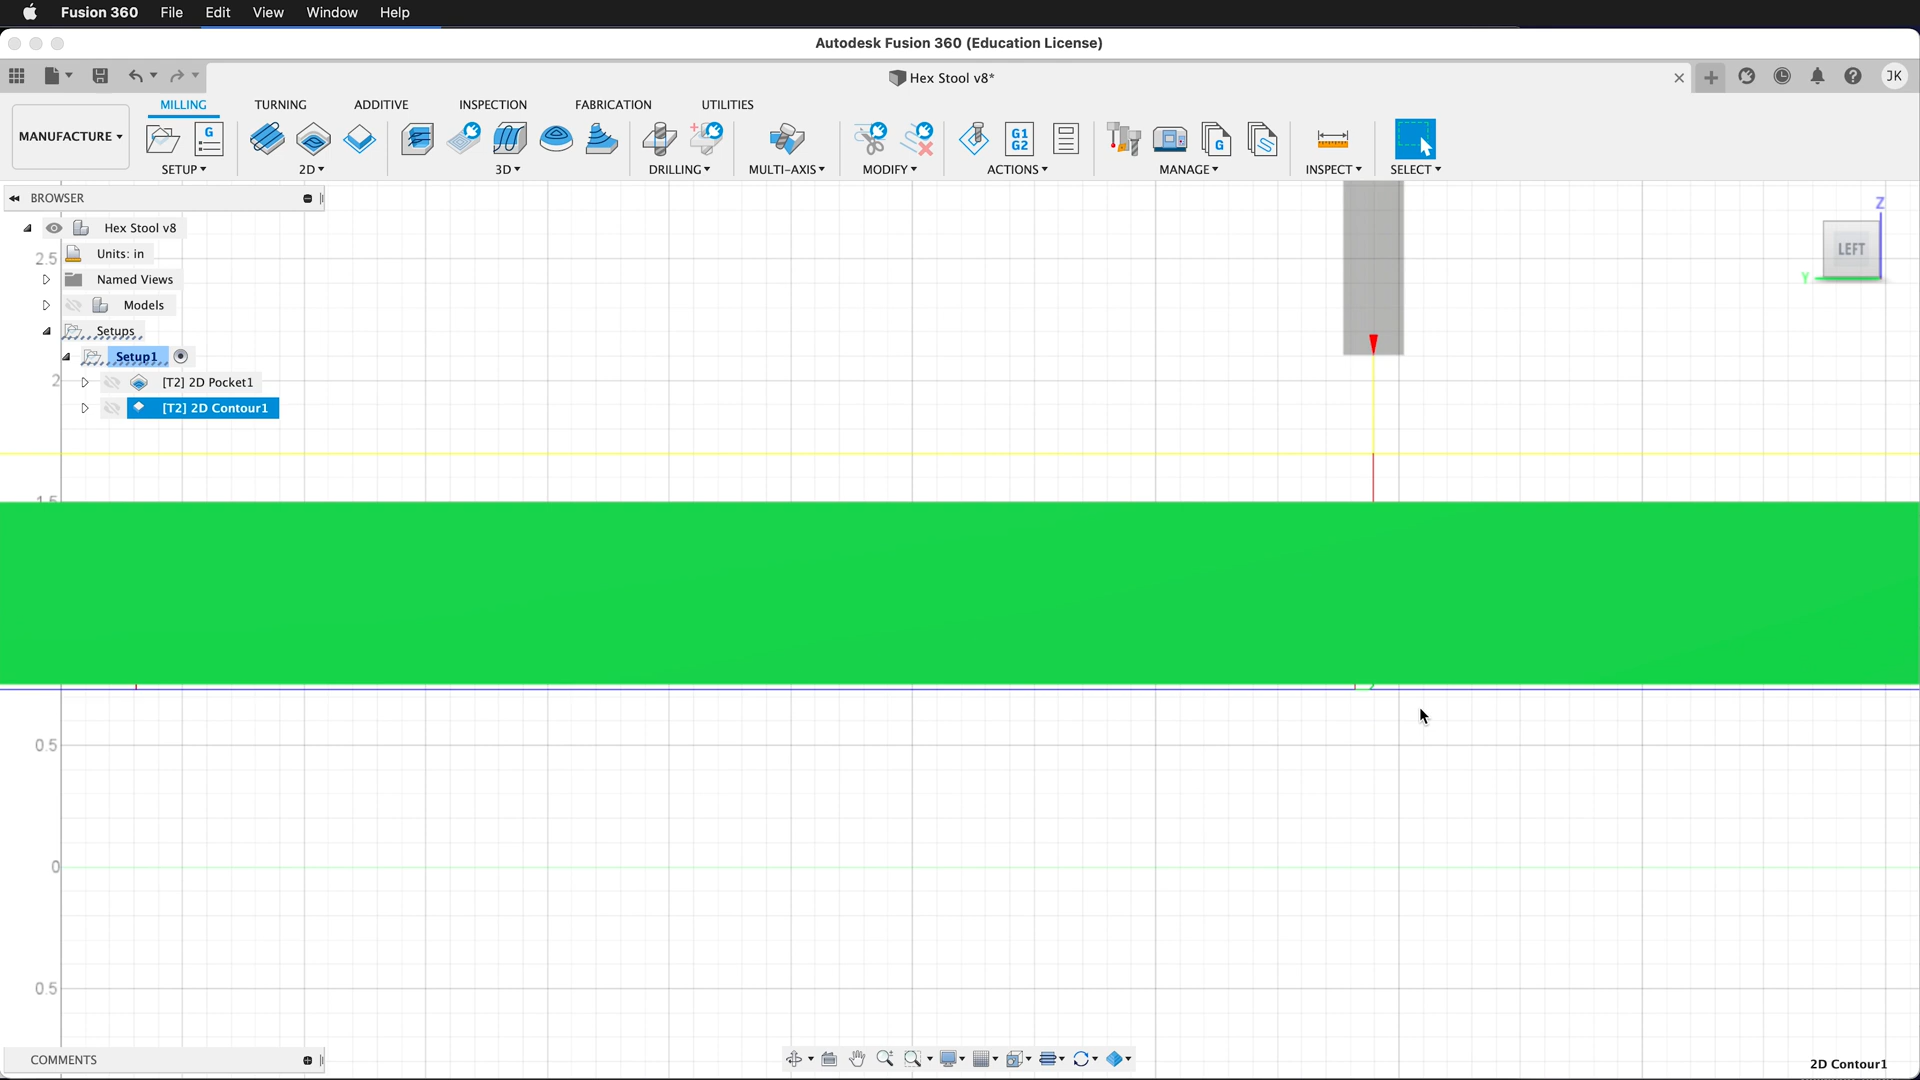 Fusion 360 File Edit View Window Help
Autodesk Fusion 360 (Education License)
Hex Stool v8*
JK
MILLING TURNING ADDITIVE INSPECTION FABRICATION UTILITIES
MANUFACTURE
G
G1
G2
G
SETUP 2D 3D DRILLING MULTI-AXIS MODIFY ACTIONS MANAGE INSPECT SELECT
BROWSER
Z
Hex Stool v8
LEFT
Units: in
2.5
Named Views
Y
Models
Setups
Setup1
2
[T2] 2D Pocket1
[T2] 2D Contour1
1.5
0.5
0
0.5
COMMENTS
2D Contour1